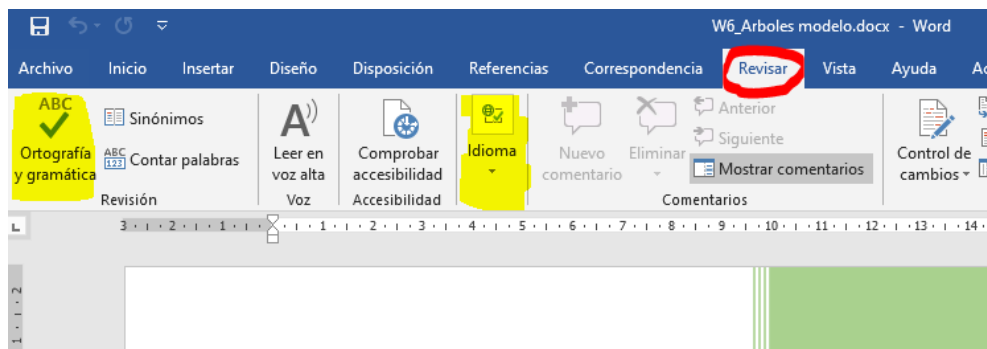 W6_Arboles modelo.docx - Word
Archivo Inicio Insertar Diseño Disposición Referencias Correspondencia Revisar Vista Ayuda
ABC
Ortografía
y gramática
Sinónimos
ABC
123
Contar palabras
Revisión
A
Leer en
voz alta
Voz
Comprobar
accesibilidad
Accesibilidad
Idioma
Nuevo
comentario
Eliminar
Anterior
Siguiente
Mostrar comentarios
Comentarios
Control de
cambios
3 2 1 1 2 3 4 5 6 7 8 9 10 11 12 13 14
2
1